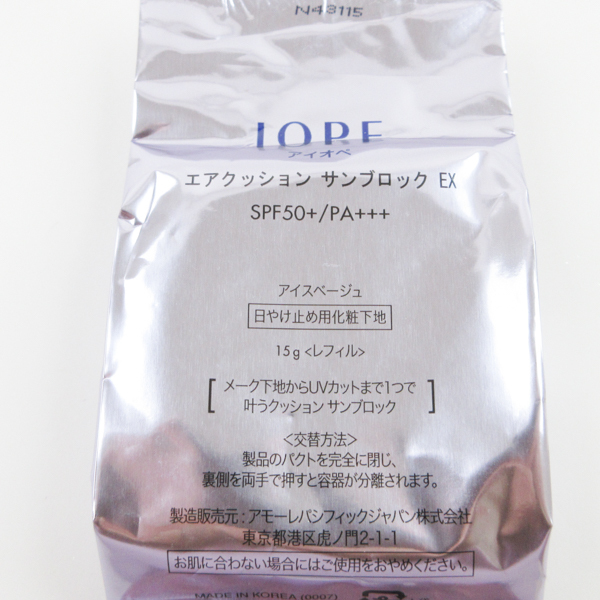 N43115
IOPE
アイオペ
エアクッション サンブロック EX
SPF50+/PA+++
アイスベージュ
日やけ止め用化粧下地
15g <レフィル>
メーク下地からUVカットまで1つで
叶うクッション サンブロック
<交替方法>
製品のパクトを完全に閉じ、
裏側を両手で押すと容器が分離されます。
製造販売元：アモーレパシフィックジャパン株式会社
東京都港区虎ノ門2-1-1
お肌に合わない場合にはご使用をおやめください。
MADE IN KOREA (0007)